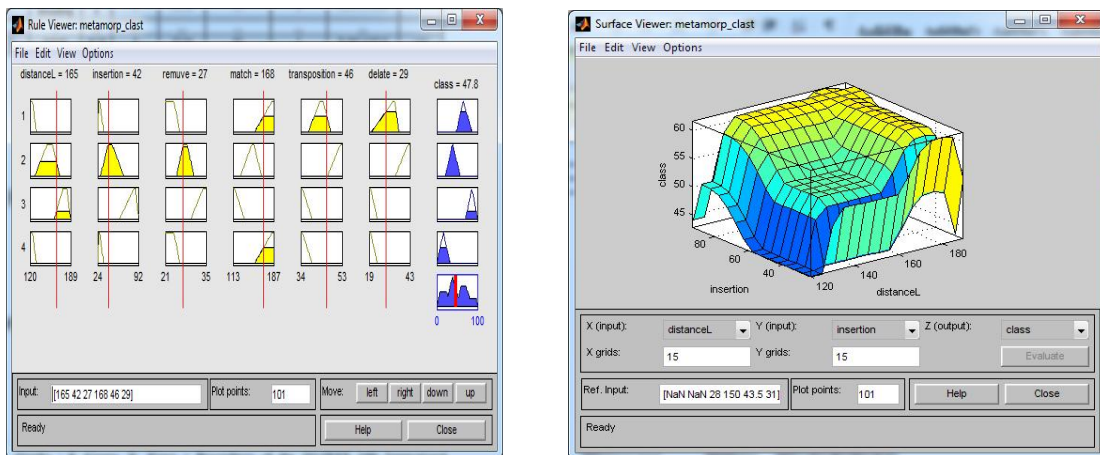 Rule Viewer: metamorp_clast
File Edit View Options
distanceL = 165 insertion = 42 remuve = 27 match = 168 transposition = 46 delate = 29
class = 47.8
1
2
3
4
120 189 24 92 21 35 113 187 34 53 19 43
0 100
Input: [165 42 27 168 46 29] Plot points: 101 Move: left right down up
Ready Help Close
Surface Viewer: metamorp_clast
File Edit View Options
60
55
50
45
class
80
60
40
insertion
120
140
160
180
distanceL
X (input): distanceL Y (input): insertion Z (output): class
X grids: 15 Y grids: 15 Evaluate
Ref. Input: [NaN NaN 28 150 43.5 31] Plot points: 101 Help Close
Ready